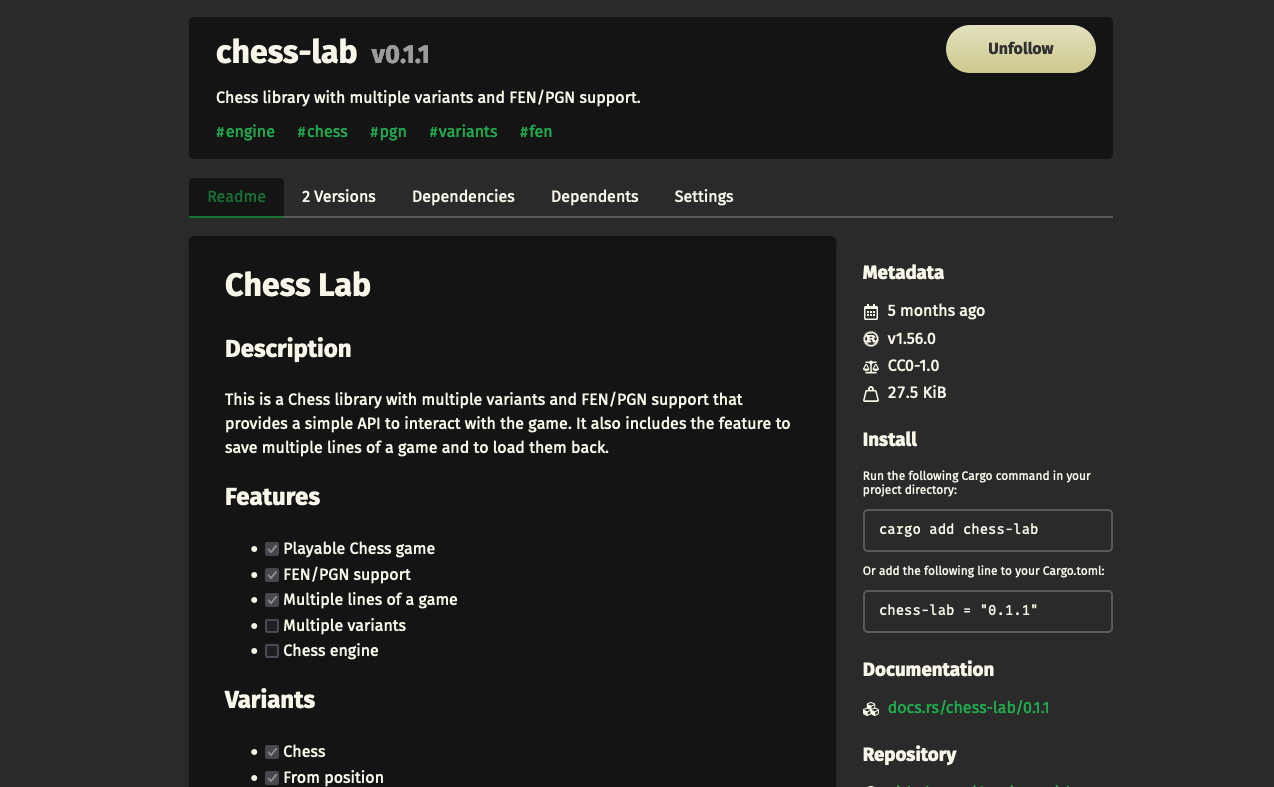 chess-lab v0.1.1
Unfollow
Chess library with multiple variants and FEN/PGN support.
#engine #chess #pgn #variants #fen
Readme 2 Versions Dependencies Dependents Settings
Chess Lab
Description
This is a Chess library with multiple variants and FEN/PGN support that
provides a simple API to interact with the game. It also includes the feature to
save multiple lines of a game and to load them back.
Features
Playable Chess game
FEN/PGN support
Multiple lines of a game
Multiple variants
Chess engine
Variants
Chess
From position
Metadata
5 months ago
v1.56.0
CC0-1.0
27.5 KiB
Install
Run the following Cargo command in your
project directory:
cargo add chess-lab
Or add the following line to your Cargo.toml:
chess-lab = "0.1.1"
Documentation
docs.rs/chess-lab/0.1.1
Repository